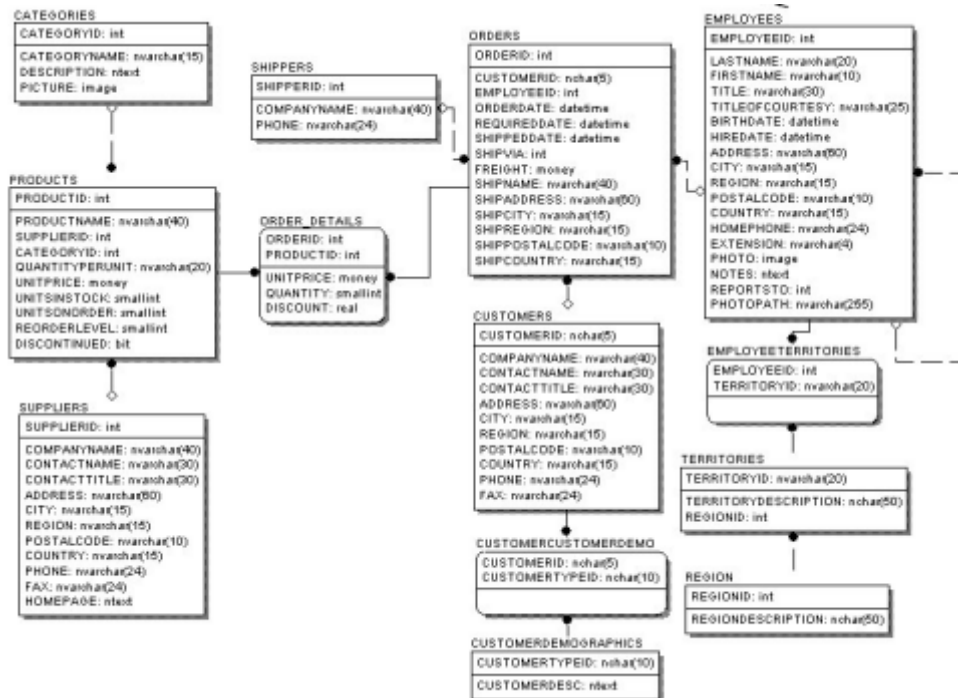 CATEGORIES
CATEGORYID: int
CATEGORYNAME: nvarchar(15)
DESCRIPTION: ntext
PICTURE: image
SHIPPERS
SHIPPERID: int
COMPANYNAME: nvarchar(40)
PHONE: nvarchar(24)
ORDERS
ORDERID: int
CUSTOMERID: nchar(5)
EMPLOYEEID: int
ORDERDATE: datetime
REQUIREDDATE: datetime
SHIPPEDDATE: datetime
SHIPVIA: int
FREIGHT: money
SHIPNAME: nvarchar(40)
SHIPADDRESS: nvarchar(60)
SHIPCITY: nvarchar(15)
SHIPREGION: nvarchar(15)
SHIPPOSTALCODE: nvarchar(10)
SHIPCOUNTRY: nvarchar(15)
EMPLOYEES
EMPLOYEEID: int
LASTNAME: nvarchar(20)
FIRSTNAME: nvarchar(10)
TITLE: nvarchar(30)
TITLEOFCOURTESY: nvarchar(25)
BIRTHDATE: datetime
HIREDATE: datetime
ADDRESS: nvarchar(60)
CITY: nvarchar(15)
REGION: nvarchar(15)
POSTALCODE: nvarchar(10)
COUNTRY: nvarchar(15)
HOMEPHONE: nvarchar(24)
EXTENSION: nvarchar(4)
PHOTO: image
NOTES: ntext
REPORTSTO: int
PHOTOPATH: nvarchar(255)
PRODUCTS
PRODUCTID: int
PRODUCTNAME: nvarchar(40)
SUPPLIERID: int
CATEGORYID: int
QUANTITYPERUNIT: nvarchar(20)
UNITPRICE: money
UNITSINSTOCK: smallint
UNITSONORDER: smallint
REORDERLEVEL: smallint
DISCONTINUED: bit
ORDER_DETAILS
ORDERID: int
PRODUCTID: int
UNITPRICE: money
QUANTITY: smallint
DISCOUNT: real
CUSTOMERS
CUSTOMERID: nchar(5)
COMPANYNAME: nvarchar(40)
CONTACTNAME: nvarchar(30)
CONTACTTITLE: nvarchar(30)
ADDRESS: nvarchar(60)
CITY: nvarchar(15)
REGION: nvarchar(15)
POSTALCODE: nvarchar(10)
COUNTRY: nvarchar(15)
PHONE: nvarchar(24)
FAX: nvarchar(24)
EMPLOYEETERRITORIES
EMPLOYEEID: int
TERRITORYID: nvarchar(20)
SUPPLIERS
SUPPLIERID: int
COMPANYNAME: nvarchar(40)
CONTACTNAME: nvarchar(30)
CONTACTTITLE: nvarchar(30)
ADDRESS: nvarchar(60)
CITY: nvarchar(15)
REGION: nvarchar(15)
POSTALCODE: nvarchar(10)
COUNTRY: nvarchar(15)
PHONE: nvarchar(24)
FAX: nvarchar(24)
HOMEPAGE: ntext
TERRITORIES
TERRITORYID: nvarchar(20)
TERRITORYDESCRIPTION: nchar(50)
REGIONID: int
CUSTOMERCUSTOMERDEMO
CUSTOMERID: nchar(5)
CUSTOMERTYPEID: nchar(10)
REGION
REGIONID: int
REGIONDESCRIPTION: nchar(50)
CUSTOMERDEMOGRAPHICS
CUSTOMERTYPEID: nchar(10)
CUSTOMERDESC: ntext